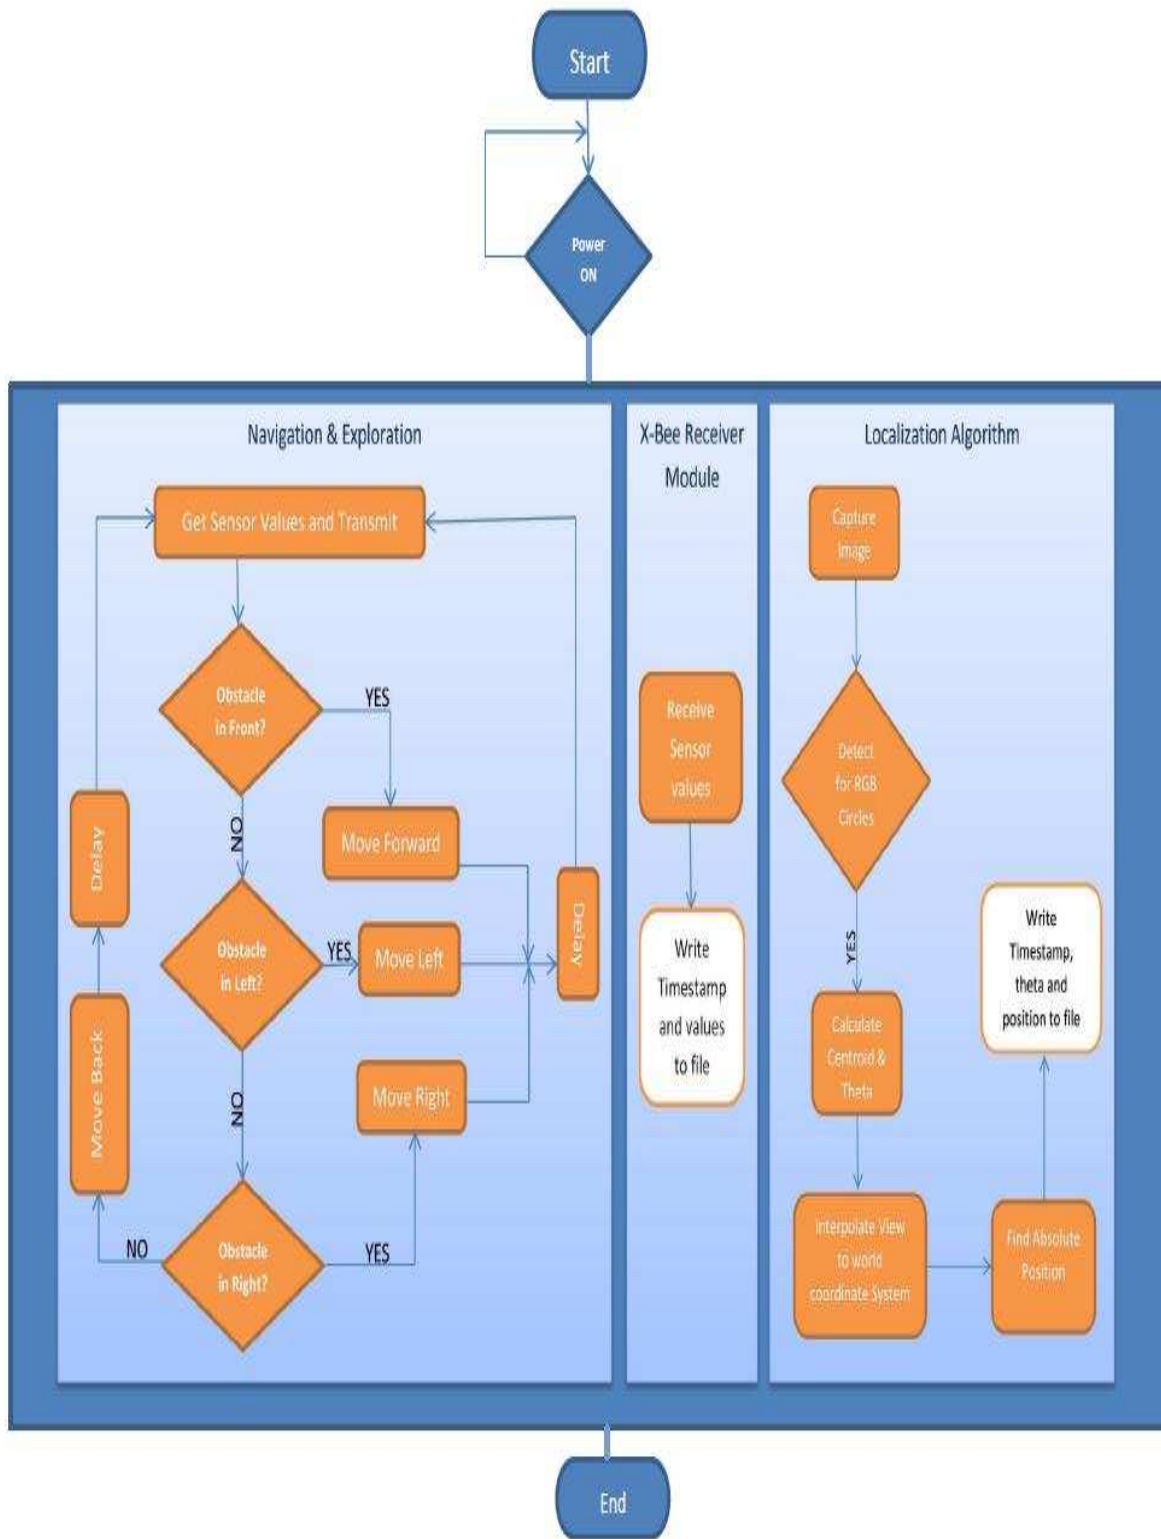 Start
Power
ON
Navigation & Exploration
Get Sensor Values and Transmit
Obstacle
in Front?
YES
NO
Move Forward
Delay
Obstacle
in Left?
YES
Move Left
Delay
NO
Move Back
Move Right
NO
Obstacle
in Right?
YES
X-Bee Receiver
Module
Receive
Sensor
values
Write
Timestamp
and values
to file
Localization Algorithm
Capture
Image
Detect
for RGB
Circles
YES
Calculate
Centroid &
Theta
Interpolate View
to world
coordinate System
Find Absolute
Position
Write
Timestamp,
theta and
position to file
End